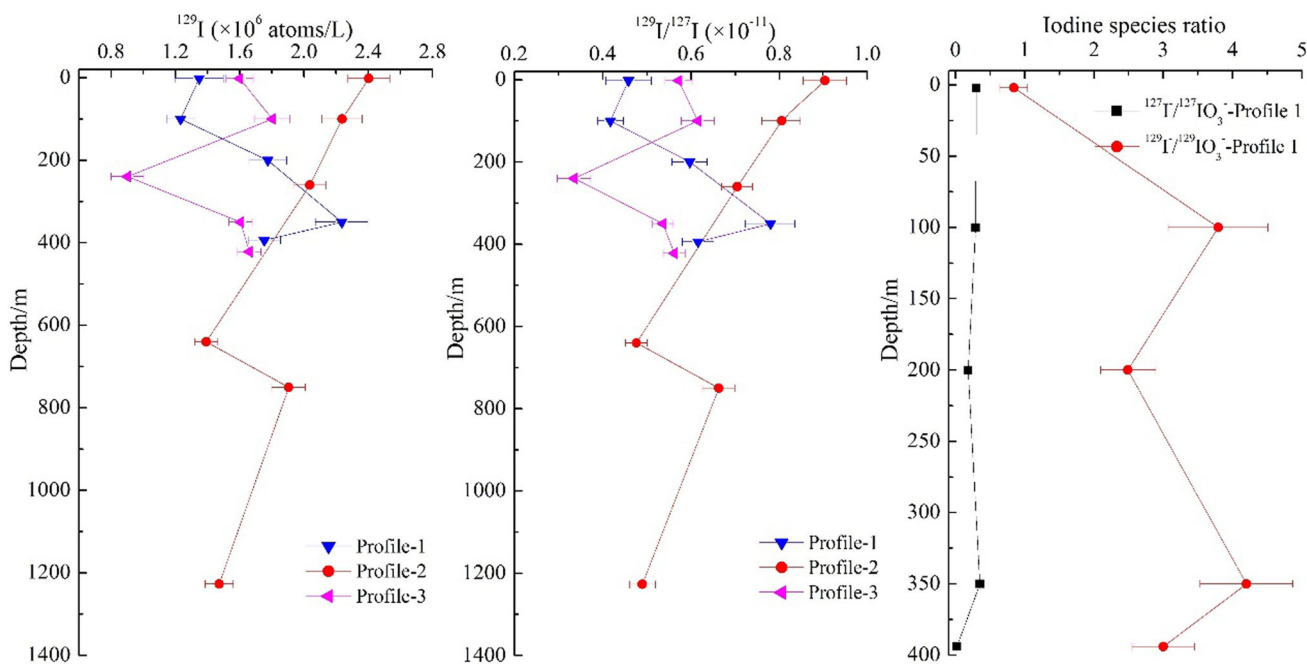 ¹²⁹I (×10⁶ atoms/L)
0.8 1.2 1.6 2.0 2.4 2.8
0
200
400
600
800
1000
1200
1400
Depth/m
Profile-1
Profile-2
Profile-3
¹²⁹I/¹²⁷I (×10⁻¹¹)
0.2 0.4 0.6 0.8 1.0
0
200
400
600
800
1000
1200
1400
Depth/m
Profile-1
Profile-2
Profile-3
Iodine species ratio
0 1 2 3 4 5
0
50
100
150
200
250
300
350
400
Depth/m
¹²⁷I⁻/¹²⁷IO₃⁻-Profile 1
¹²⁹I⁻/¹²⁹IO₃⁻-Profile 1